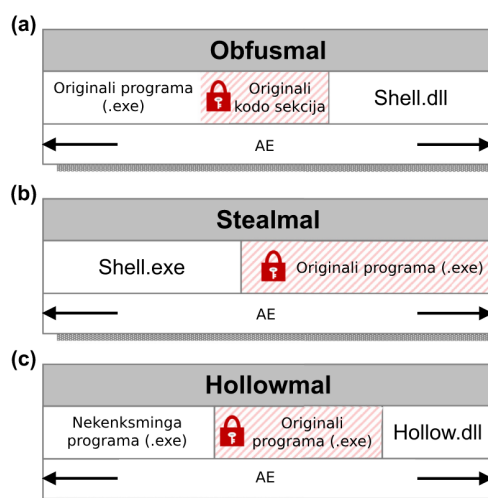 (a)
Obfusmal
Originali programa
(.exe)
Originali
kodo sekcija
Shell.dll
AE
(b)
Stealmal
Shell.exe
Originali programa (.exe)
AE
(c)
Hollowmal
Nekenksminga
programa (.exe)
Originali
programa (.exe)
Hollow.dll
AE